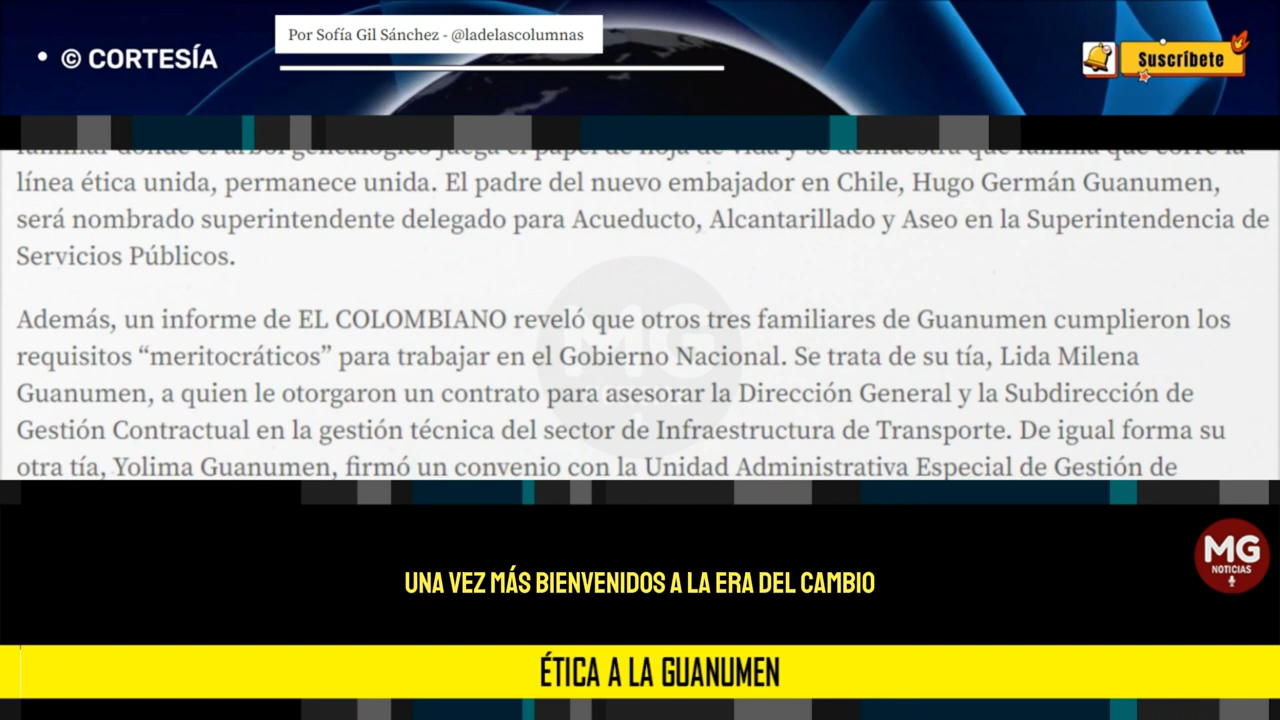 Por Sofía Gil Sánchez - @ladelascolumnas
• © CORTESÍA
Suscríbete
línea ética unida, permanece unida. El padre del nuevo embajador en Chile, Hugo Germán Guanumen,
será nombrado superintendente delegado para Acueducto, Alcantarillado y Aseo en la Superintendencia de
Servicios Públicos.
Además, un informe de EL COLOMBIANO reveló que otros tres familiares de Guanumen cumplieron los
requisitos “meritocráticos” para trabajar en el Gobierno Nacional. Se trata de su tía, Lida Milena
Guanumen, a quien le otorgaron un contrato para asesorar la Dirección General y la Subdirección de
Gestión Contractual en la gestión técnica del sector de Infraestructura de Transporte. De igual forma su
otra tía, Yolima Guanumen, firmó un convenio con la Unidad Administrativa Especial de Gestión de
MG
NOTICIAS
UNA VEZ MÁS BIENVENIDOS A LA ERA DEL CAMBIO
ÉTICA A LA GUANUMEN